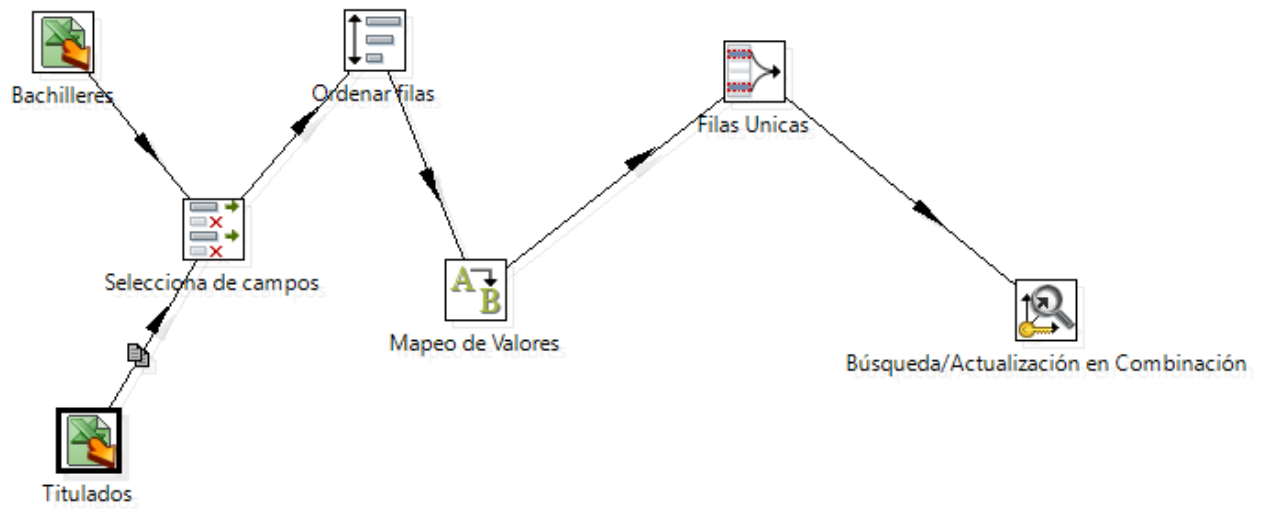 Bachilleres
Ordenar filas
Filas Unicas
Selecciona de campos
Mapeo de Valores
Búsqueda/Actualización en Combinación
Titulados